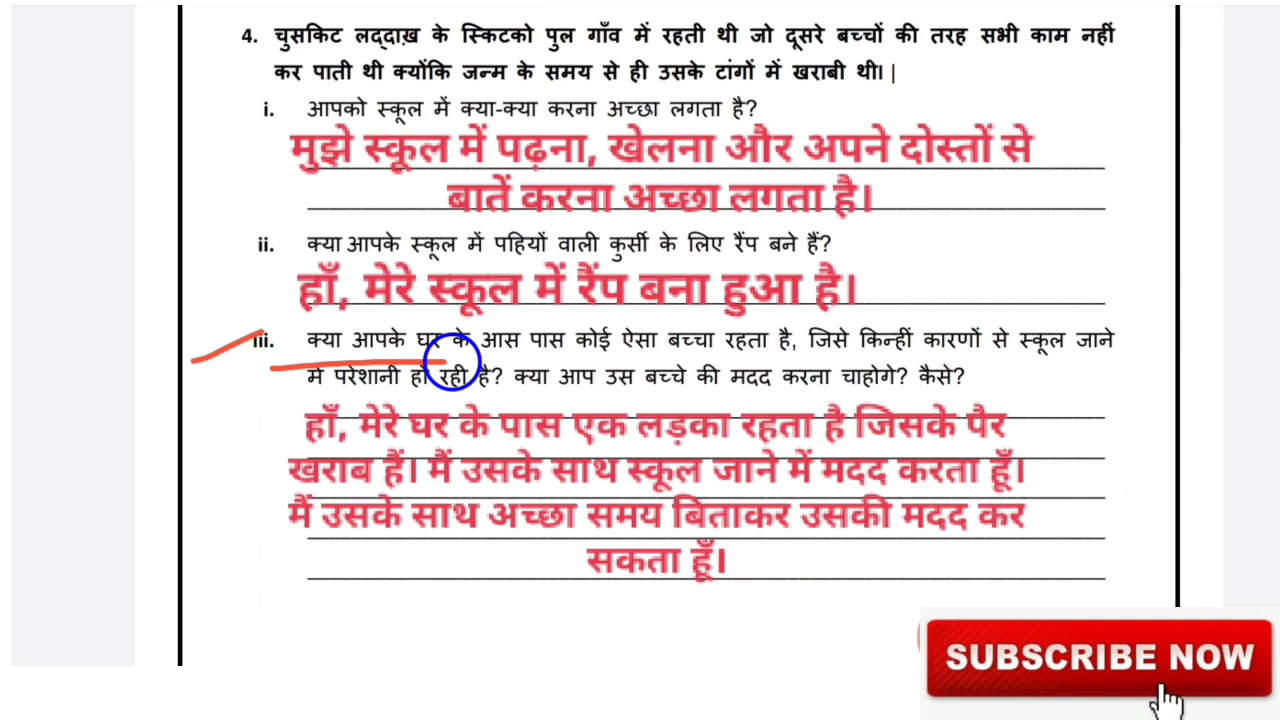 4. चुसकिट लद्दाख़ के स्किटको पुल गाँव में रहती थी जो दूसरे बच्चों की तरह सभी काम नहीं
कर पाती थी क्योंकि जन्म के समय से ही उसके टांगों में खराबी थी। |
i. आपको स्कूल में क्या-क्या करना अच्छा लगता है?
मुझे स्कूल में पढ़ना, खेलना और अपने दोस्तों से
बातें करना अच्छा लगता है।
ii. क्या आपके स्कूल में पहियों वाली कुर्सी के लिए रैंप बने हैं?
हाँ, मेरे स्कूल में रैंप बना हुआ है।
iii. क्या आपके घर के आस पास कोई ऐसा बच्चा रहता है, जिसे किन्हीं कारणों से स्कूल जाने
मे परेशानी हो रही है? क्या आप उस बच्चे की मदद करना चाहोगे? कैसे?
हाँ, मेरे घर के पास एक लड़का रहता है जिसके पैर
खराब हैं। मैं उसके साथ स्कूल जाने में मदद करता हूँ।
मैं उसके साथ अच्छा समय बिताकर उसकी मदद कर
सकता हूँ।
SUBSCRIBE NOW